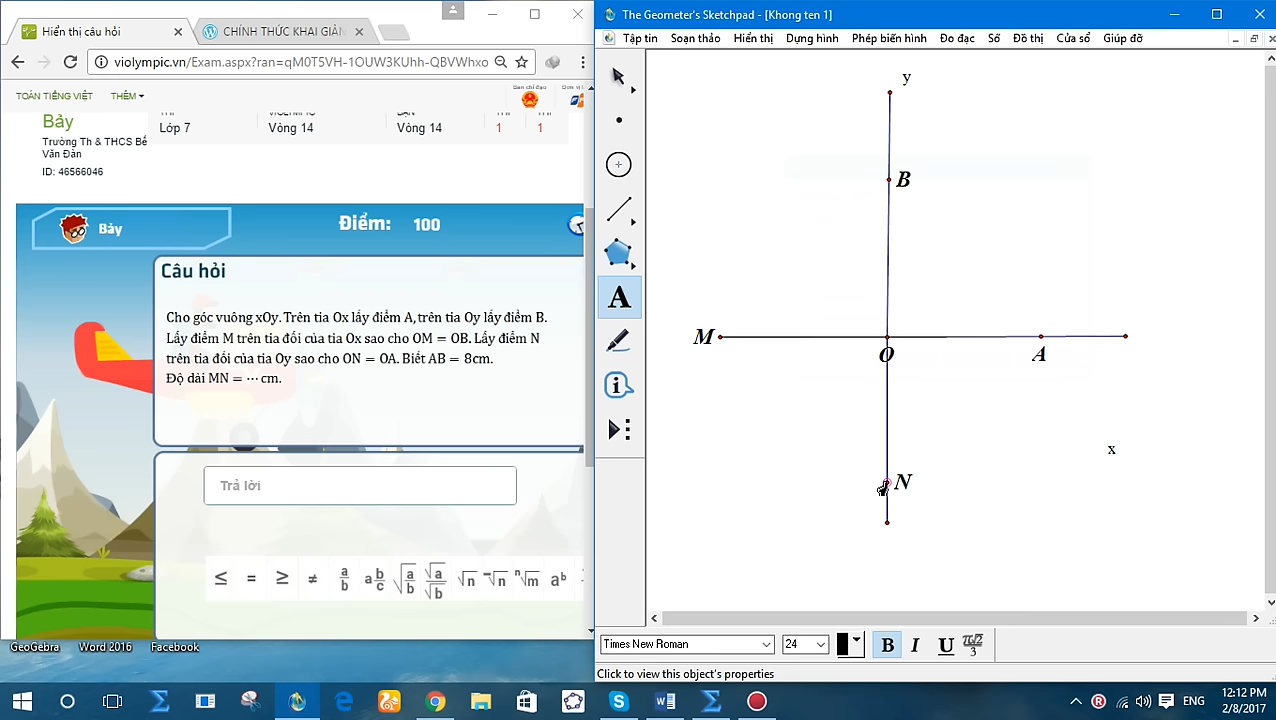 Hiển thị câu hỏi
CHÍNH THỨC KHAI GIẢN
violympic.vn/Exam.aspx?ran=qM0T5VH-1OUW3KUhh-QBVWhxo
TOÁN TIẾNG VIỆT
THÊM
Ban chỉ đạo
Đơn vị
Bảy
Lớp 7
Vòng 14
Vòng 14
1
1
Trường Th & THCS Bế
Văn Đàn
ID: 46566046
Bảy
Điểm: 100
Câu hỏi
Cho góc vuông xOy. Trên tia Ox lấy điểm A, trên tia Oy lấy điểm B.
Lấy điểm M trên tia đối của tia Ox sao cho OM = OB. Lấy điểm N
trên tia đối của tia Oy sao cho ON = OA. Biết AB = 8cm.
Độ dài MN = ⋯ cm.
Trả lời
≤ = ≥ ≠ a/b a b/c √a/b √a/√b √n −√n ⁿ√m aᵇ
GeoGebra
Word 2016
Facebook
The Geometer's Sketchpad - [Khong ten 1]
Tập tin Soạn thảo Hiển thị Dựng hình Phép biến hình Đo đạc Số Đồ thị Cửa sổ Giúp đỡ
A
y
B
M
O
A
x
N
Times New Roman
24
B I U
Click to view this object's properties
ENG
12:12 PM
2/8/2017